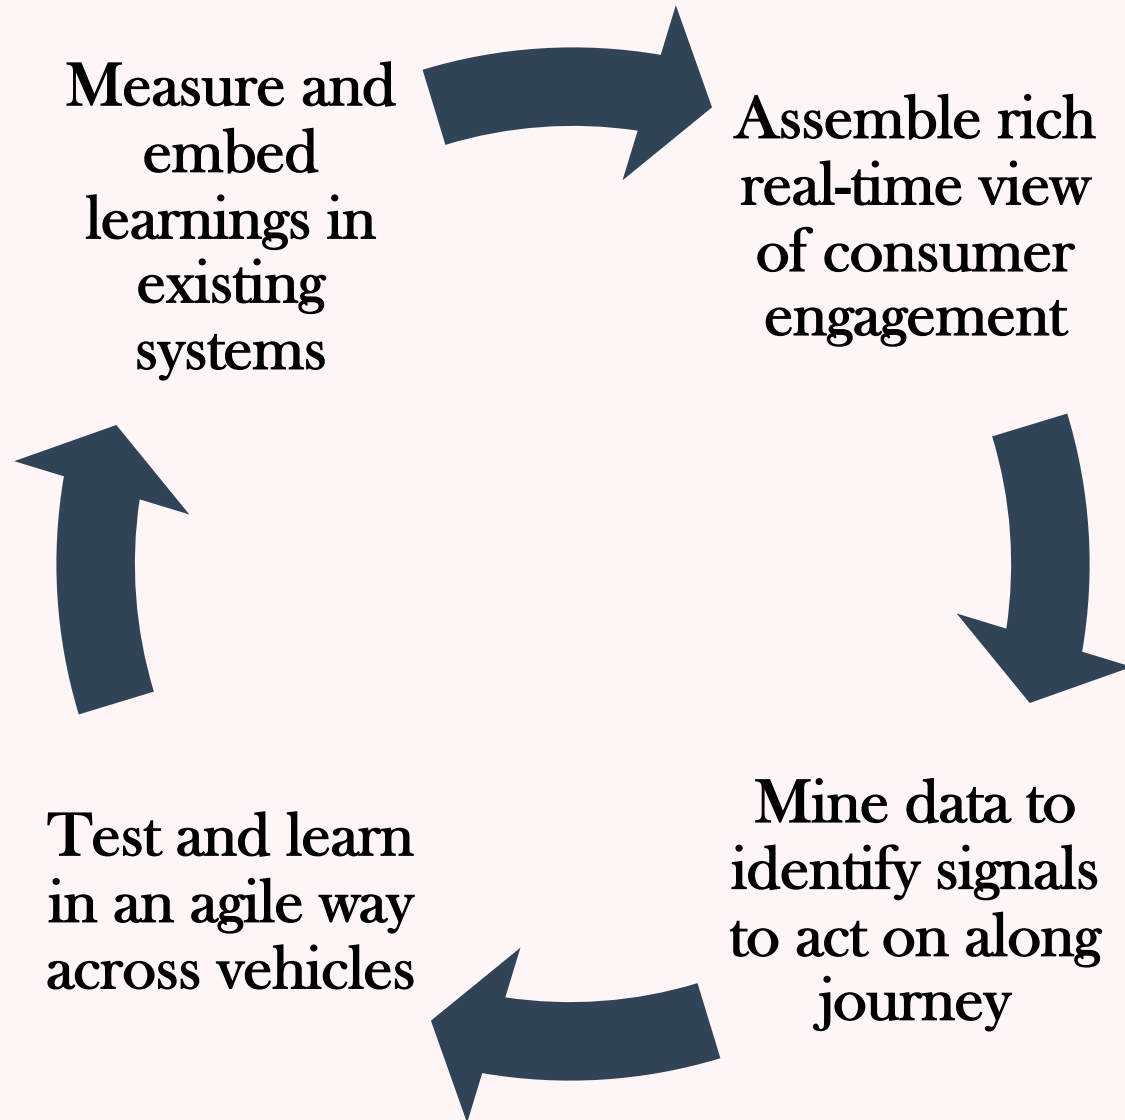 Measure and
embed
learnings in
existing
systems
Assemble rich
real-time view
of consumer
engagement
Mine data to
identify signals
to act on along
journey
Test and learn
in an agile way
across vehicles